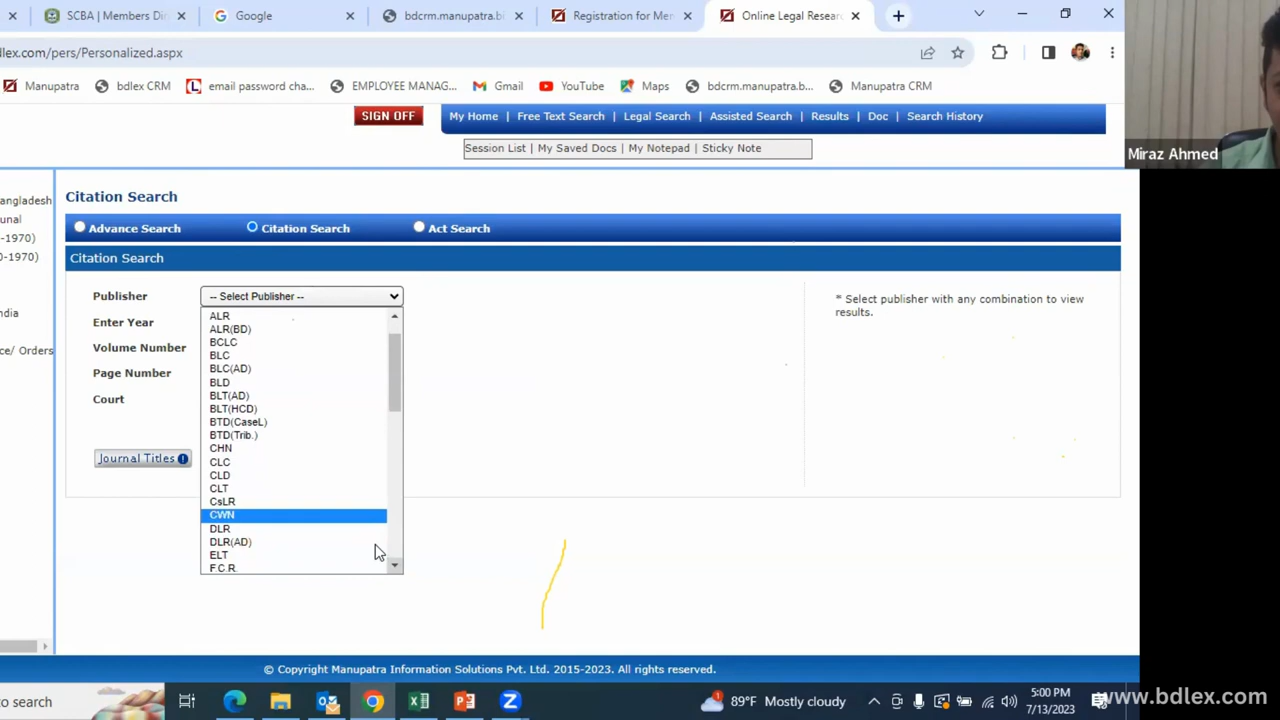 SCBA | Members Di
Google
bdcrm.manupatra.b
Registration for Me
Online Legal Resear
dlex.com/pers/Personalized.aspx
Manupatra
bdlex CRM
email password cha...
EMPLOYEE MANAG...
Gmail
YouTube
Maps
bdcrm.manupatra.b...
Manupatra CRM
SIGN OFF
My Home | Free Text Search | Legal Search | Assisted Search | Results | Doc | Search History
Session List | My Saved Docs | My Notepad | Sticky Note
Miraz Ahmed
angladesh
unal
-1970)
0-1970)
ndia
ce/ Orders
Citation Search
Advance Search
Citation Search
Act Search
Citation Search
Publisher
-- Select Publisher --
* Select publisher with any combination to view
results.
Enter Year
Volume Number
Page Number
Court
Journal Titles
ALR
ALR(BD)
BCLC
BLC
BLC(AD)
BLD
BLT(AD)
BLT(HCD)
BTD(CaseL)
BTD(Trib.)
CHN
CLC
CLD
CLT
CsLR
CWN
DLR
DLR(AD)
ELT
F.C.R.
© Copyright Manupatra Information Solutions Pvt. Ltd. 2015-2023. All rights reserved.
to search
89°F Mostly cloudy
5:00 PM
7/13/2023
www.bdlex.com